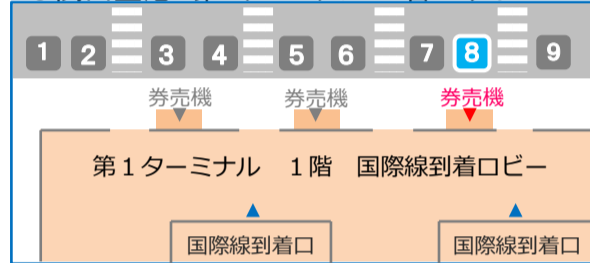 1 2 3 4 5 6 7 8 9
券売機 券売機 券売機
第1ターミナル 1階 国際線到着ロビー
国際線到着口 国際線到着口